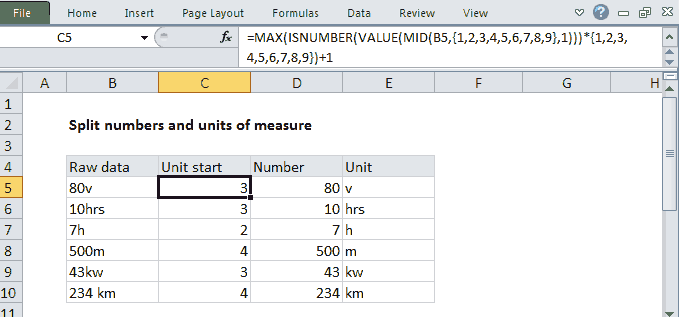 File Home Insert Page Layout Formulas Data Review View
C5 fx =MAX(ISNUMBER(VALUE(MID(B5,{1,2,3,4,5,6,7,8,9},1)))*{1,2,3,
4,5,6,7,8,9})+1
A B C D E F G H
1
2 Split numbers and units of measure
3
4 Raw data Unit start Number Unit
5 80v 3 80 v
6 10hrs 3 10 hrs
7 7h 2 7 h
8 500m 4 500 m
9 43kw 3 43 kw
10 234 km 4 234 km
11